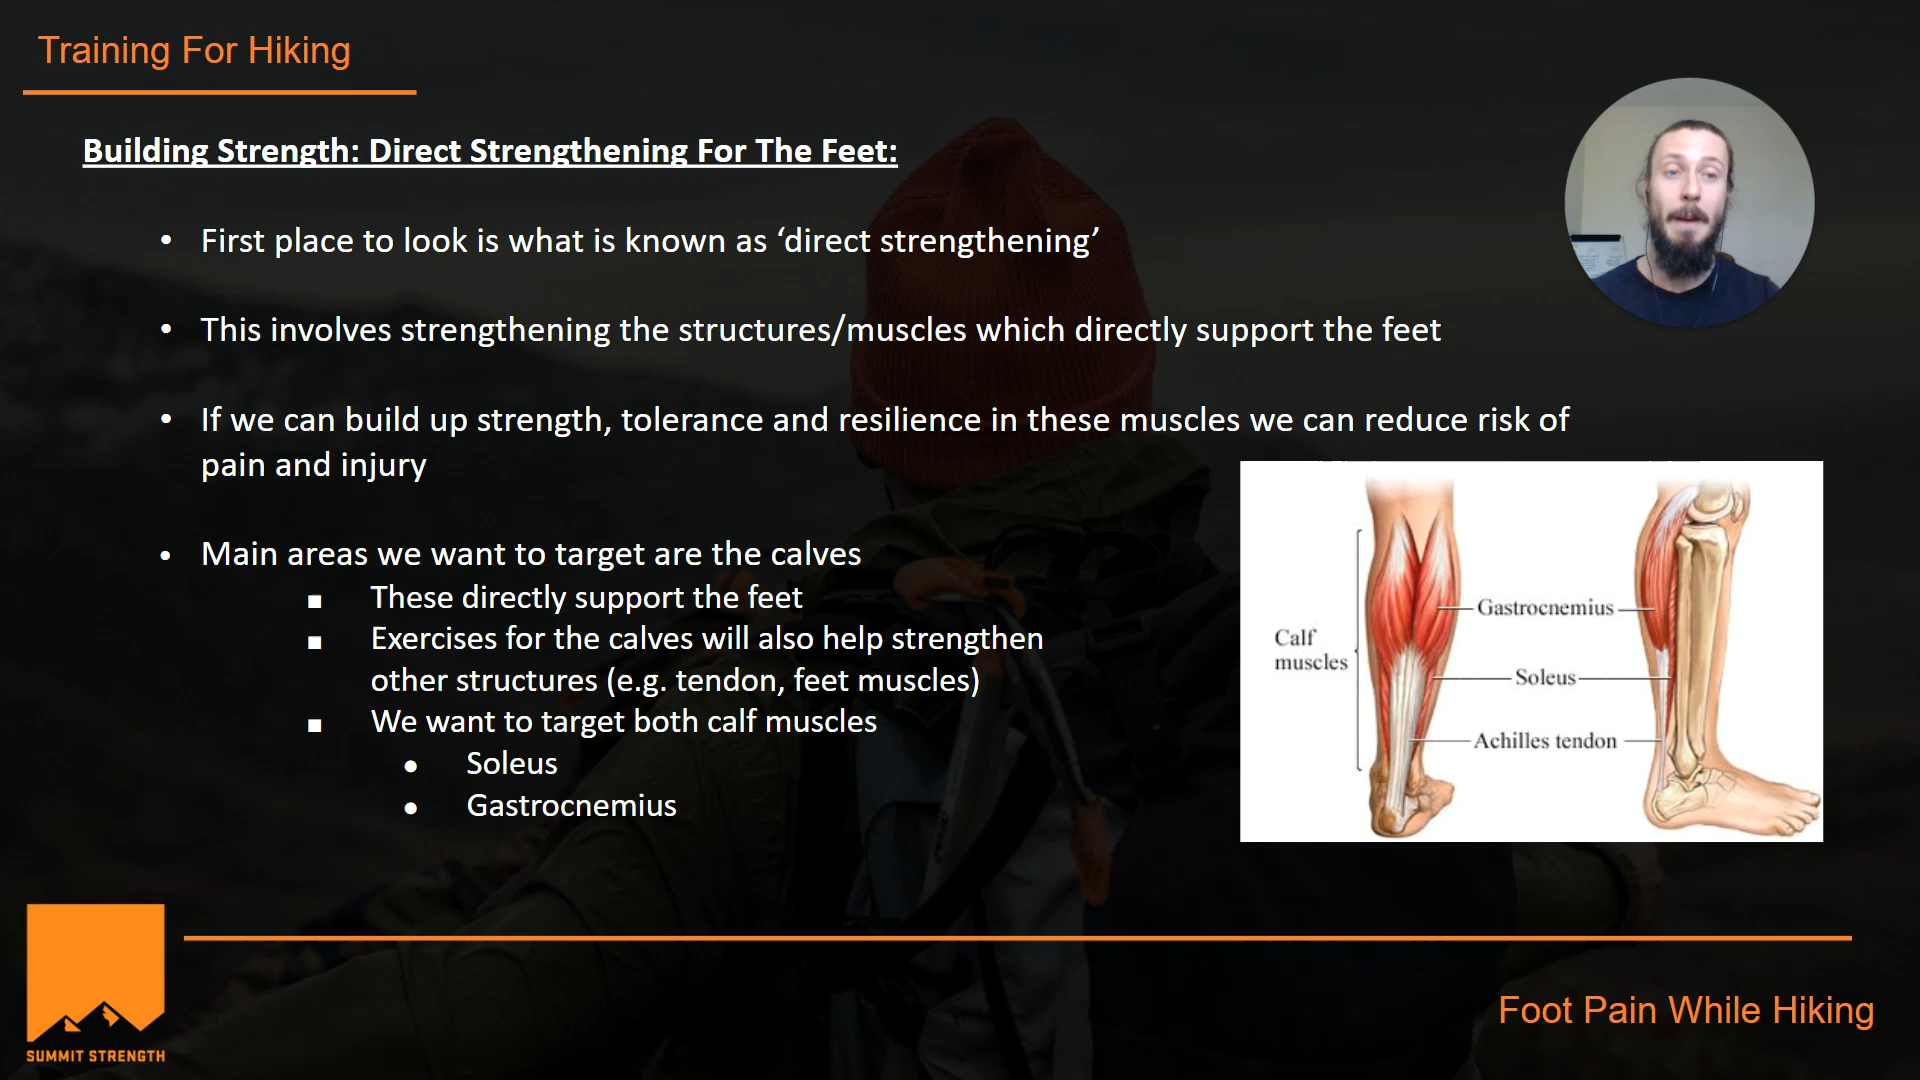 Training For Hiking
Building Strength: Direct Strengthening For The Feet:
• First place to look is what is known as ‘direct strengthening’
• This involves strengthening the structures/muscles which directly support the feet
• If we can build up strength, tolerance and resilience in these muscles we can reduce risk of
pain and injury
• Main areas we want to target are the calves
■ These directly support the feet
■ Exercises for the calves will also help strengthen
other structures (e.g. tendon, feet muscles)
■ We want to target both calf muscles
● Soleus
● Gastrocnemius
Calf
muscles
Gastrocnemius
Soleus
Achilles tendon
SUMMIT STRENGTH
Foot Pain While Hiking